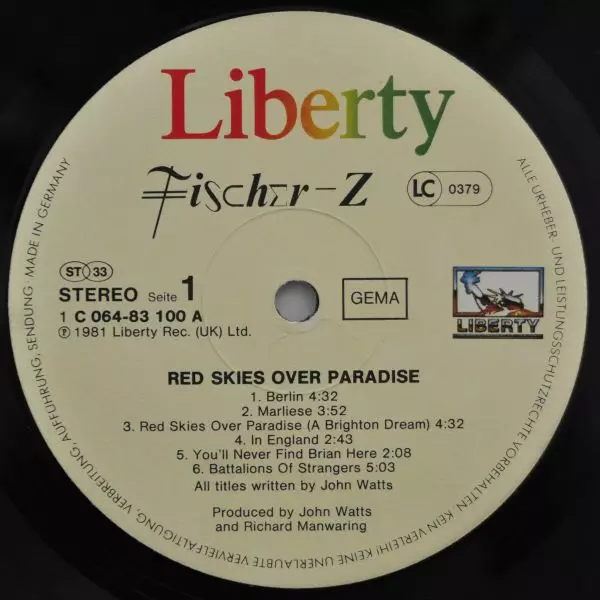 Liberty
Fischer-Z
LC 0379
ST 33
STEREO Seite 1
1 C 064-83 100 A
Ⓟ 1981 Liberty Rec. (UK) Ltd.
GEMA
LIBERTY
RED SKIES OVER PARADISE
1. Berlin 4:32
2. Marliese 3:52
3. Red Skies Over Paradise (A Brighton Dream) 4:32
4. In England 2:43
5. You'll Never Find Brian Here 2:08
6. Battalions Of Strangers 5:03
All titles written by John Watts
Produced by John Watts
and Richard Manwaring
ALLE URHEBER- UND LEISTUNGSSCHUTZRECHTE VORBEHALTEN. KEIN VERLEIH! KEINE UNERLAUBTE VERVIELFÄLTIGUNG, VERBREITUNG, AUFFÜHRUNG, SENDUNG · MADE IN GERMANY